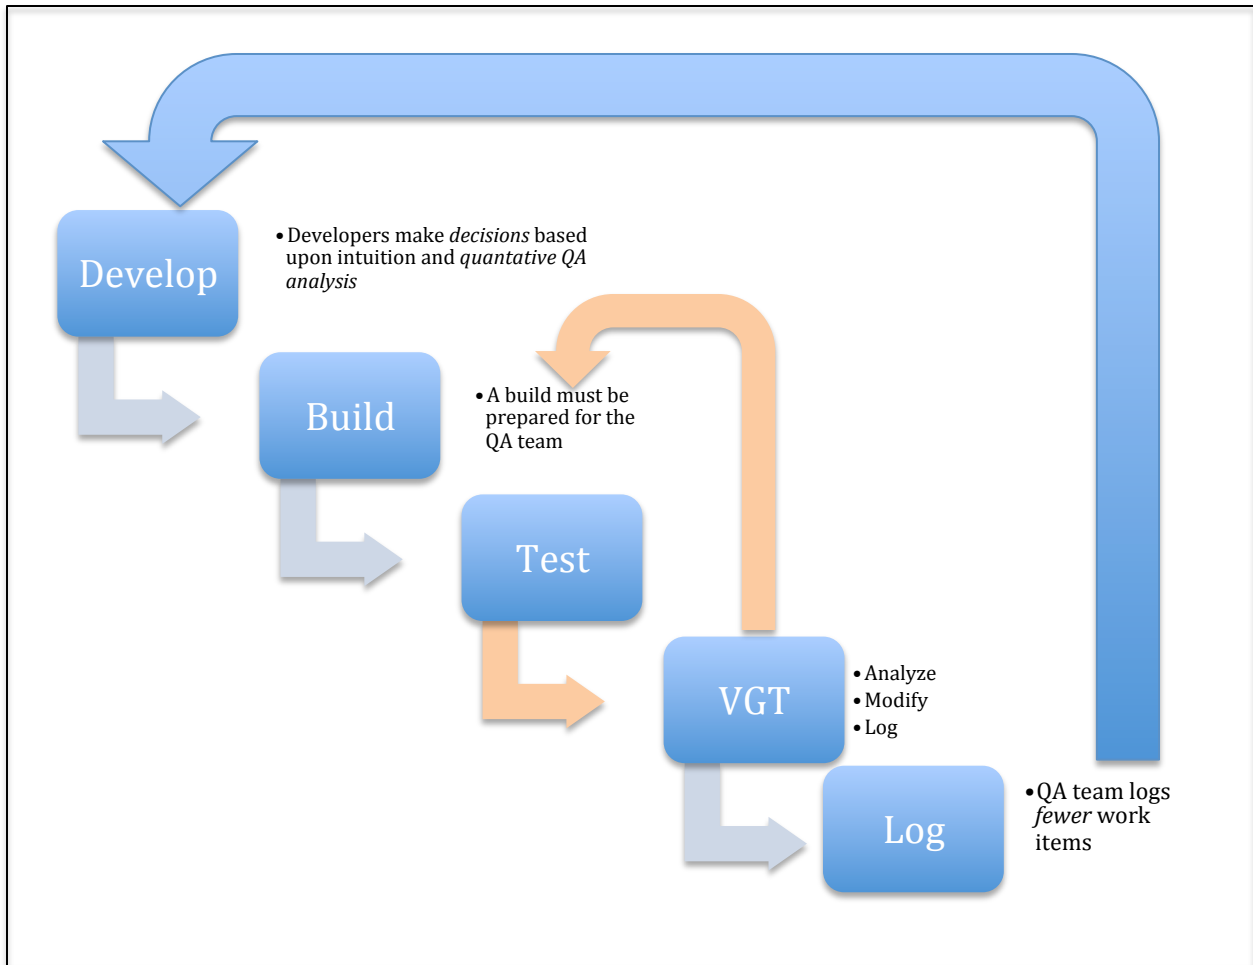 Develop
• Developers make decisions based
upon intuition and quantative QA
analysis
Build
• A build must be
prepared for the
QA team
Test
VGT
• Analyze
• Modify
• Log
Log
• QA team logs
fewer work
items